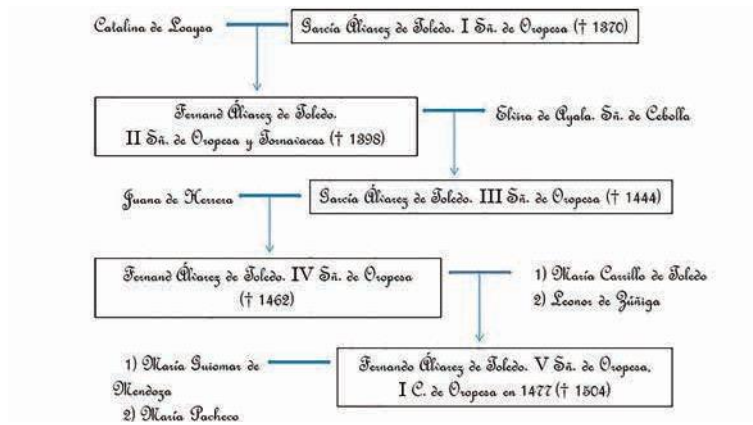 Catalina de Loaysa
García Álvarez de Toledo. I Sñ. de Oropesa († 1370)
Fernand Álvarez de Toledo.
II Sñ. de Oropesa y Tornavacas († 1398)
Elvira de Ayala. Sñ. de Cebolla
Juana de Herrera
García Álvarez de Toledo. III Sñ. de Oropesa († 1444)
Fernand Álvarez de Toledo. IV Sñ. de Oropesa
(† 1462)
1) María Carrillo de Toledo
2) Leonor de Zúñiga
1) María Guiomar de
Mendoza
2) María Pacheco
Fernando Álvarez de Toledo. V Sñ. de Oropesa,
I C. de Oropesa en 1477 († 1504)